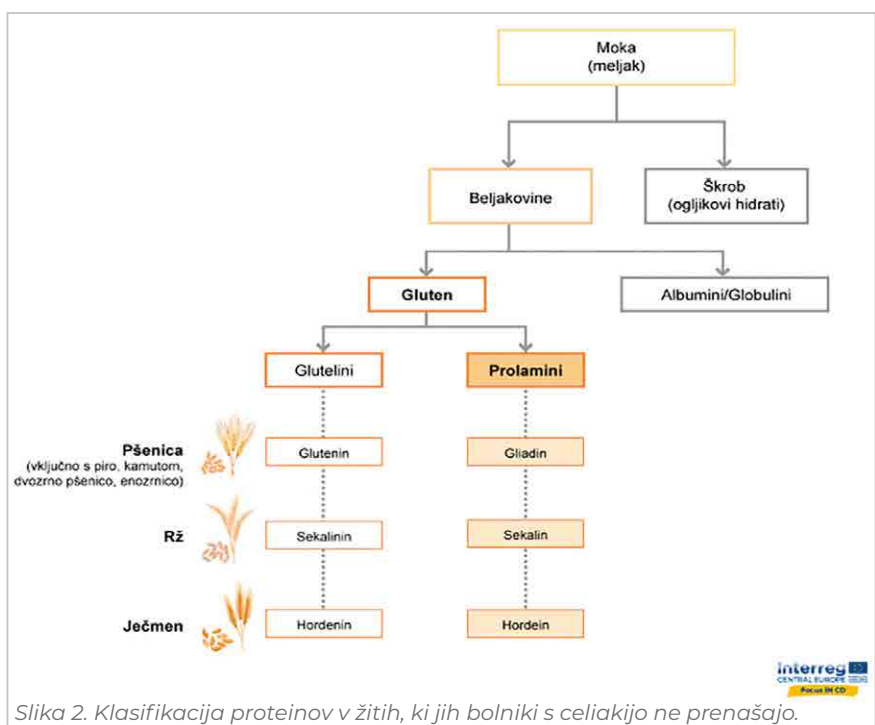 Moka
(meljak)
Beljakovine
Škrob
(ogljikovi hidrati)
Gluten
Albumini/Globulini
Glutelini
Prolamini
Pšenica
(vključno s piro, kamutom,
dvozrno pšenico, enozrnico)
Glutenin
Gliadin
Rž
Sekalinin
Sekalin
Ječmen
Hordenin
Hordein
Interreg
CENTRAL EUROPE
Focus IN CD
Slika 2. Klasifikacija proteinov v žitih, ki jih bolniki s celiakijo ne prenašajo.